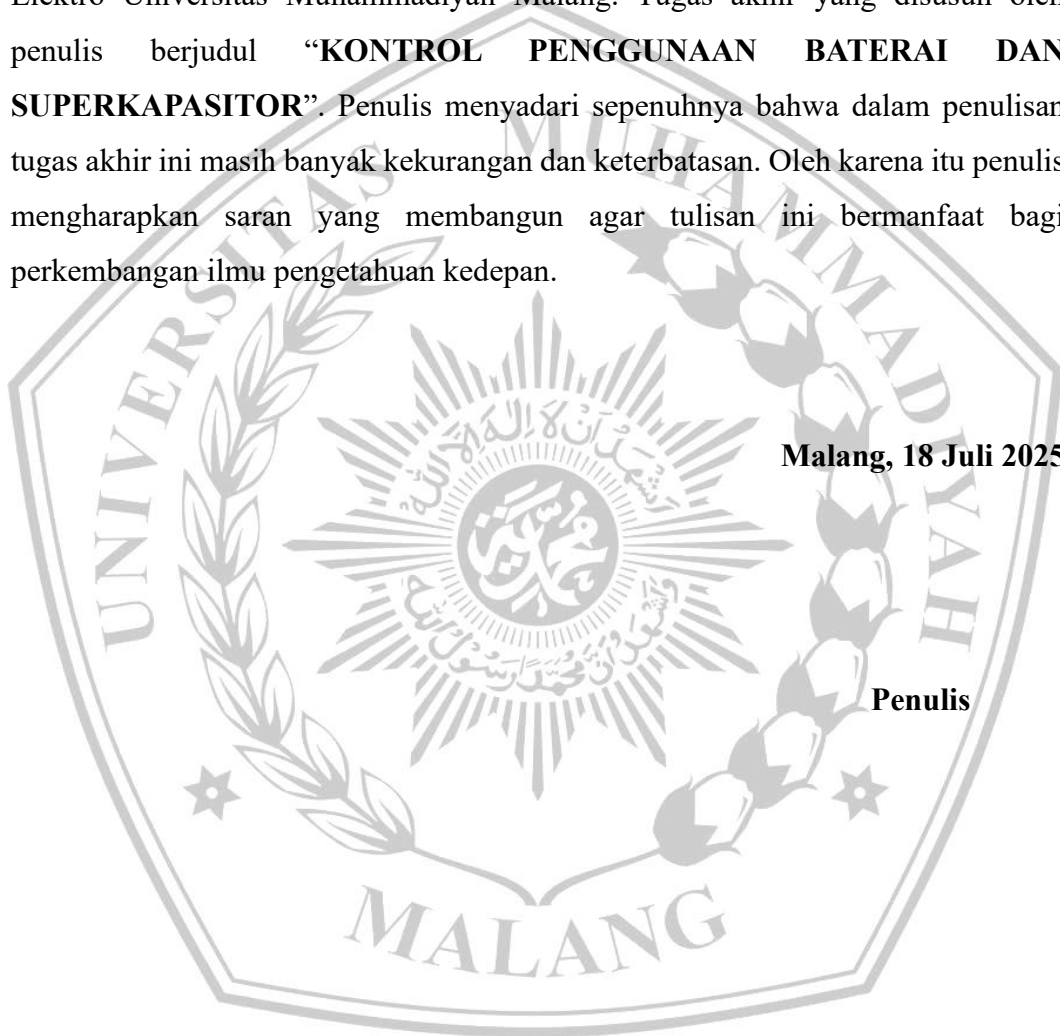 Elektro Universitas Muhammadiyah Malang. Tugas akhir yang disusun oleh
penulis berjudul “KONTROL PENGGUNAAN BATERAI DAN
SUPERKAPASITOR”. Penulis menyadari sepenuhnya bahwa dalam penulisan
tugas akhir ini masih banyak kekurangan dan keterbatasan. Oleh karena itu penulis
mengharapkan saran yang membangun agar tulisan ini bermanfaat bagi
perkembangan ilmu pengetahuan kedepan.
Malang, 18 Juli 2025
Penulis
UNIVERSITAS MUHAMMADIYAH
MALANG